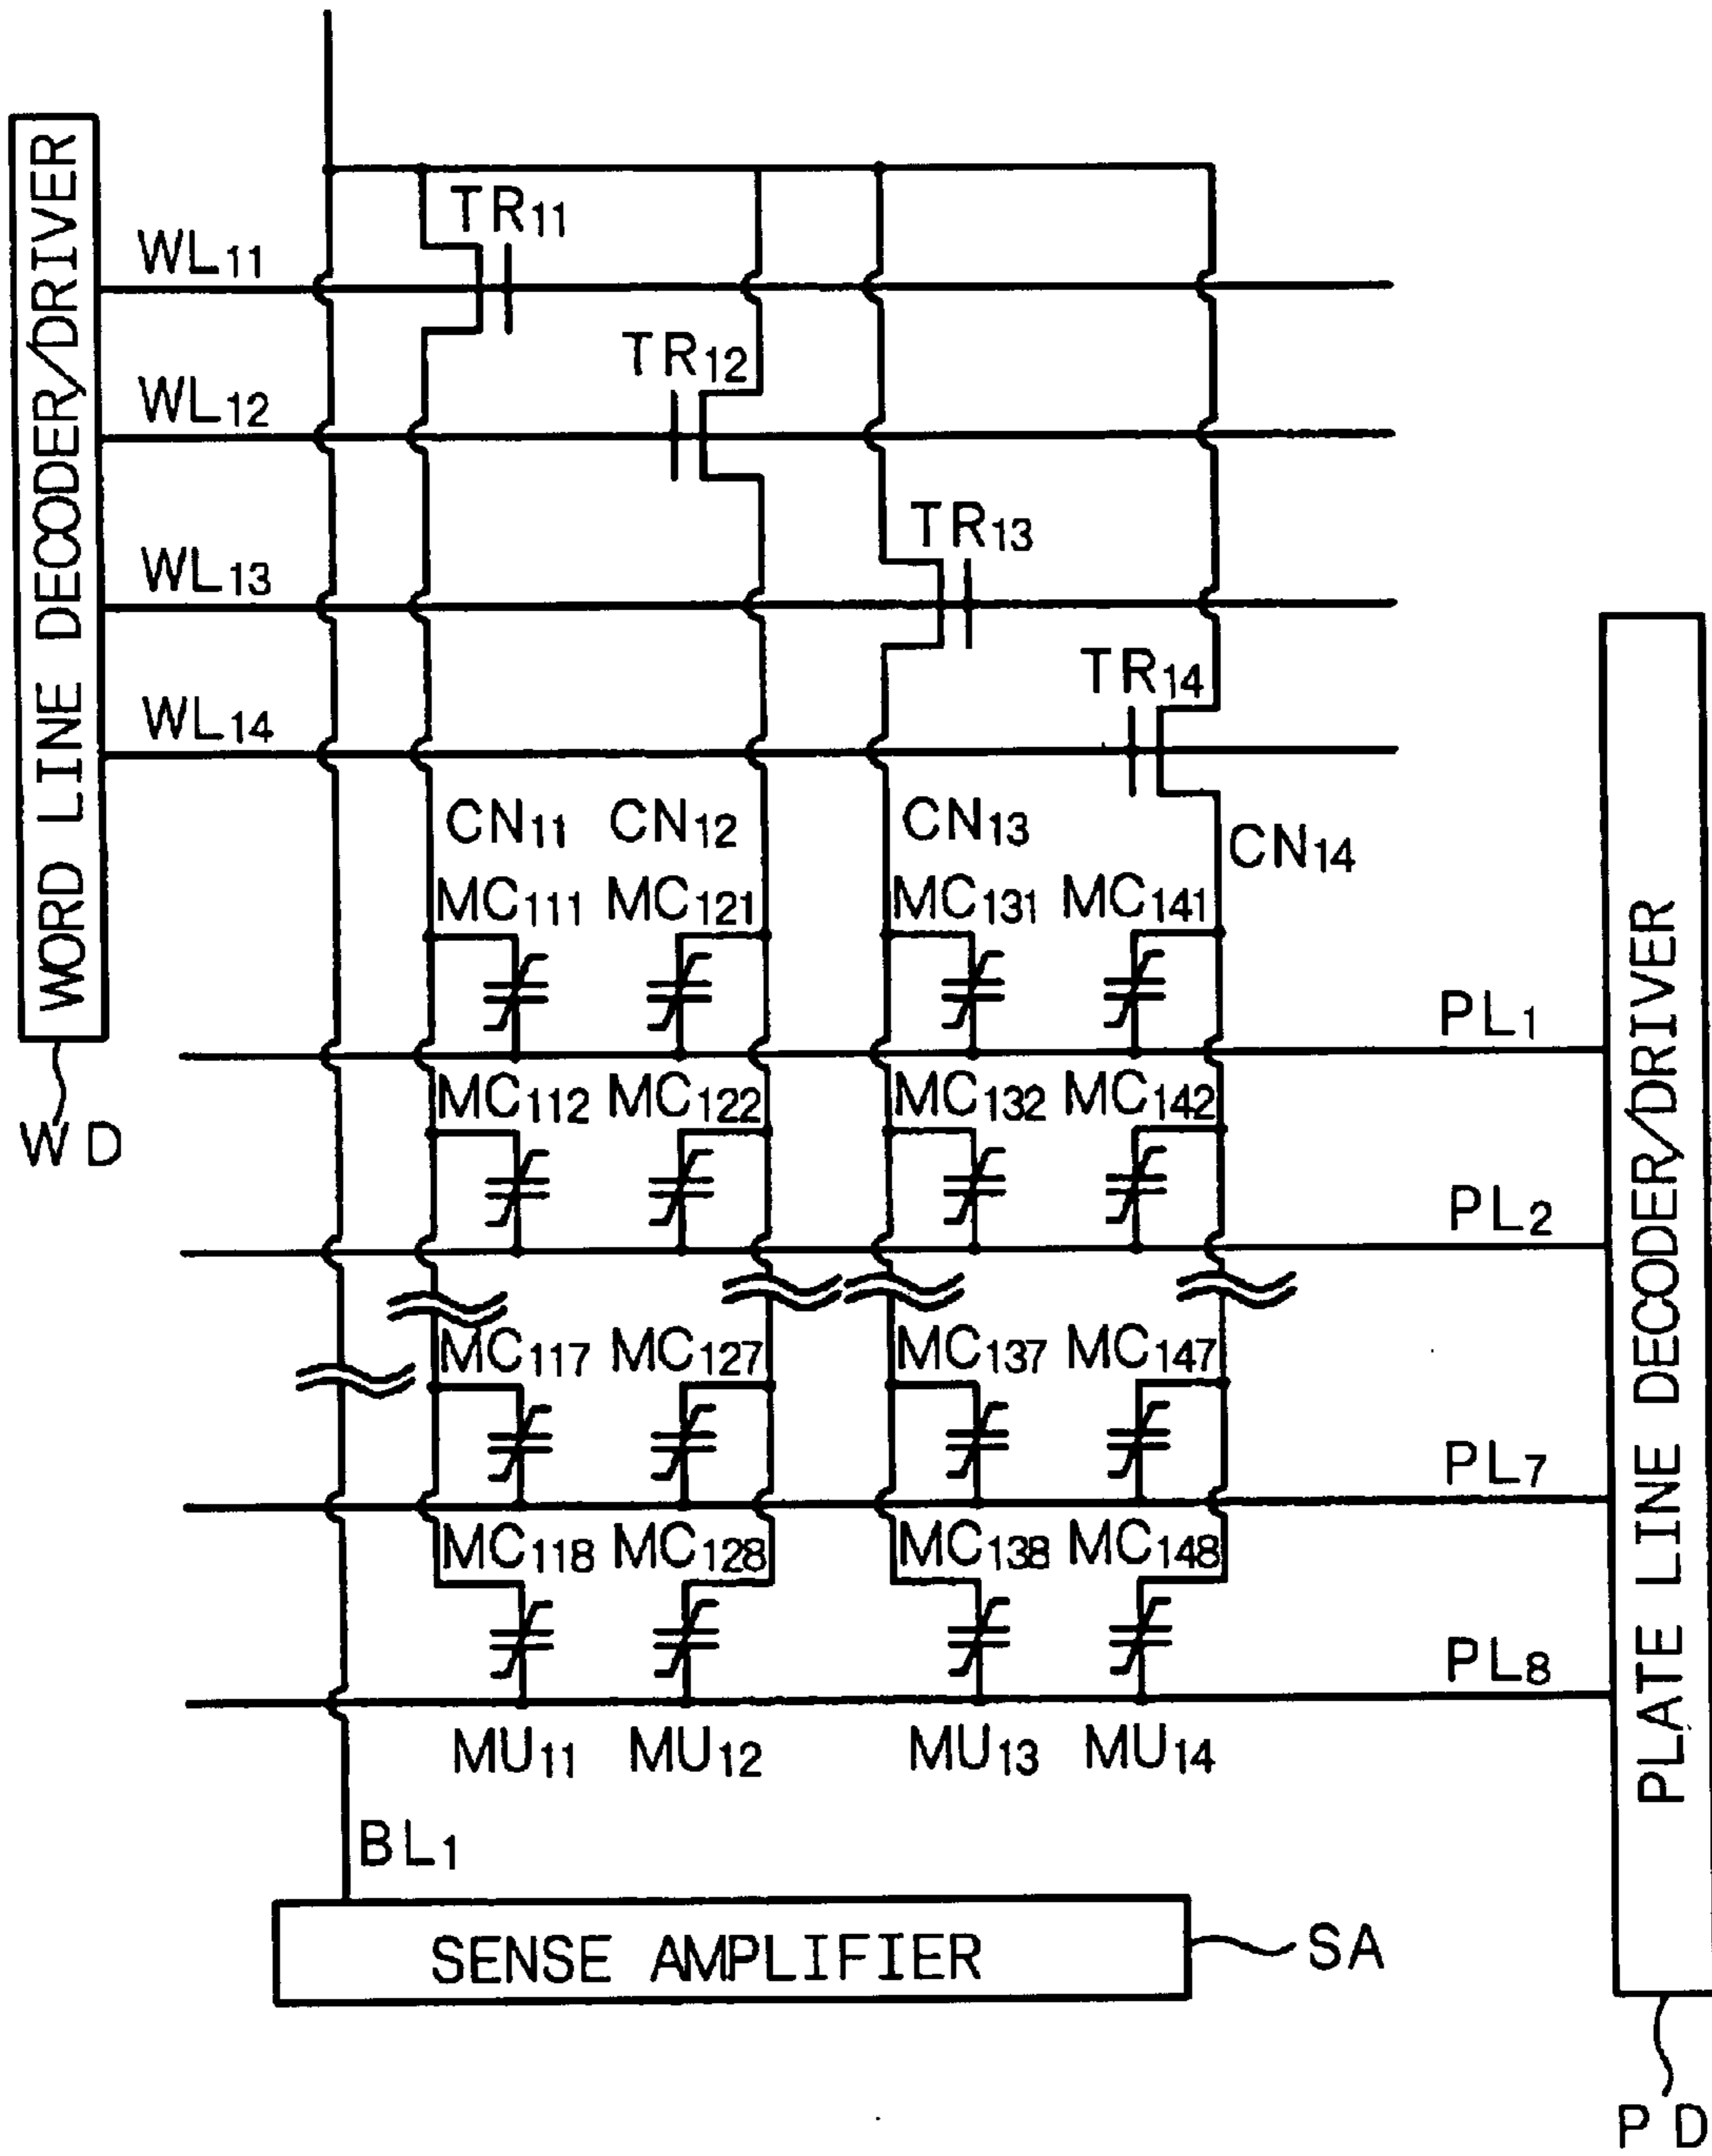 WORD LINE DECODER/DRIVER
TR11
WL11
TR12
WL12
TR13
WL13
TR14
WL14
CN11 CN12 CN13 CN14
MC111 MC121 MC131 MC141
PL1
MC112 MC122 MC132 MC142
WD
PL2
MC117 MC127 MC137 MC147
PL7
MC118 MC128 MC138 MC148
PL8
MU11 MU12 MU13 MU14
PLATE LINE DECODER/DRIVER
BL1
SENSE AMPLIFIER
SA
PD